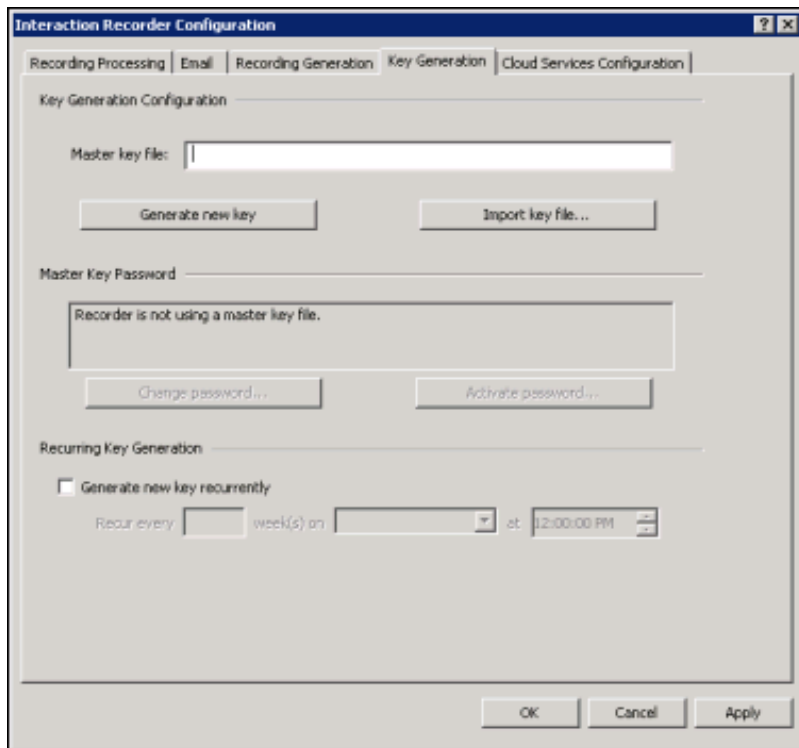 Interaction Recorder Configuration
Recording Processing Email Recording Generation Key Generation Cloud Services Configuration
Key Generation Configuration
Master key file:
Generate new key Import key file...
Master Key Password
Recorder is not using a master key file.
Change password... Activate password...
Recurring Key Generation
Generate new key recurrently
Recur every week(s) on at 12:00:00 PM
OK Cancel Apply